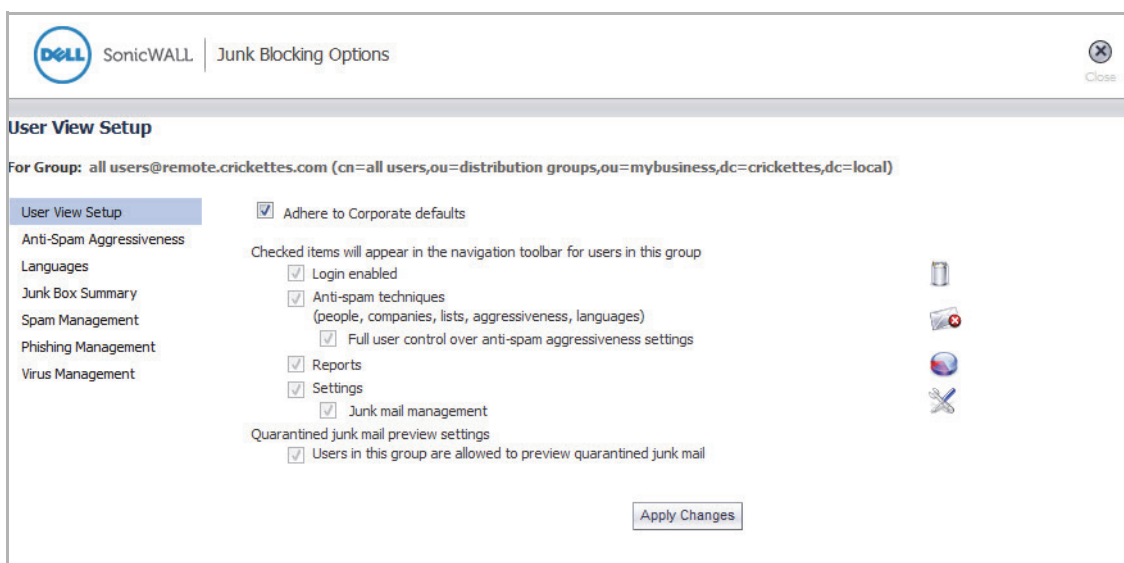 DELL SonicWALL Junk Blocking Options
Close
User View Setup
For Group: all users@remote.crickettes.com (cn=all users,ou=distribution groups,ou=mybusiness,dc=crickettes,dc=local)
User View Setup
Anti-Spam Aggressiveness
Languages
Junk Box Summary
Spam Management
Phishing Management
Virus Management
Adhere to Corporate defaults
Checked items will appear in the navigation toolbar for users in this group
Login enabled
Anti-spam techniques
(people, companies, lists, aggressiveness, languages)
Full user control over anti-spam aggressiveness settings
Reports
Settings
Junk mail management
Quarantined junk mail preview settings
Users in this group are allowed to preview quarantined junk mail
Apply Changes